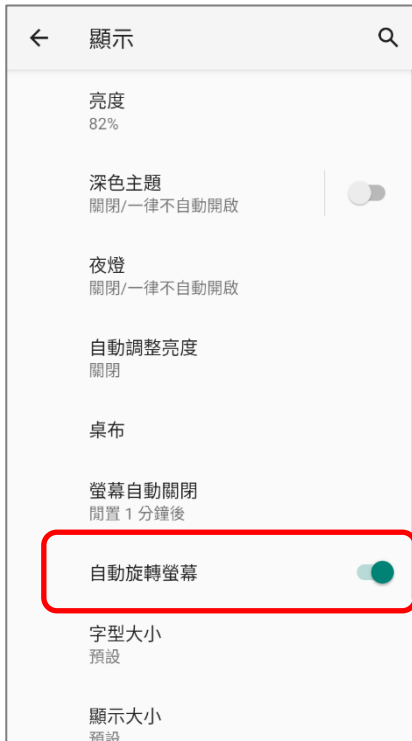 顯示
亮度
82%
深色主題
關閉/一律不自動開啟
夜燈
關閉/一律不自動開啟
自動調整亮度
關閉
桌布
螢幕自動關閉
閒置 1 分鐘後
自動旋轉螢幕
字型大小
預設
顯示大小
預設